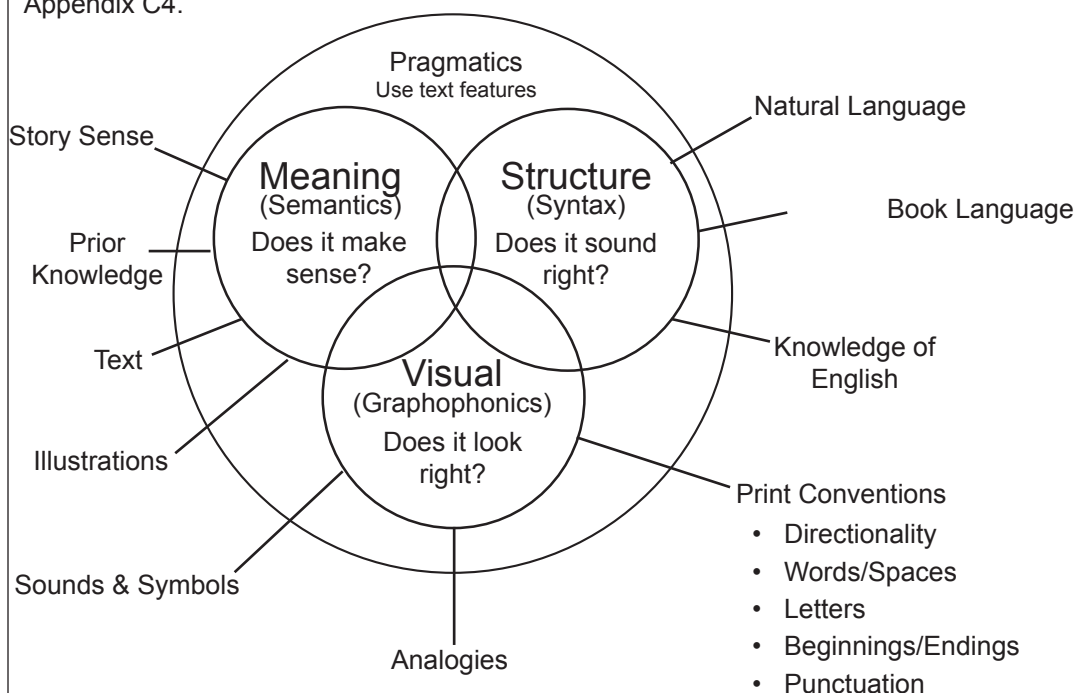 Appendix C4.
Pragmatics
Use text features
Natural Language
Story Sense
Meaning
(Semantics)
Does it make
sense?
Structure
(Syntax)
Does it sound
right?
Book Language
Prior
Knowledge
Text
Knowledge of
English
Visual
(Graphophonics)
Does it look
right?
Illustrations
Print Conventions
• Directionality
• Words/Spaces
• Letters
• Beginnings/Endings
• Punctuation
Sounds & Symbols
Analogies